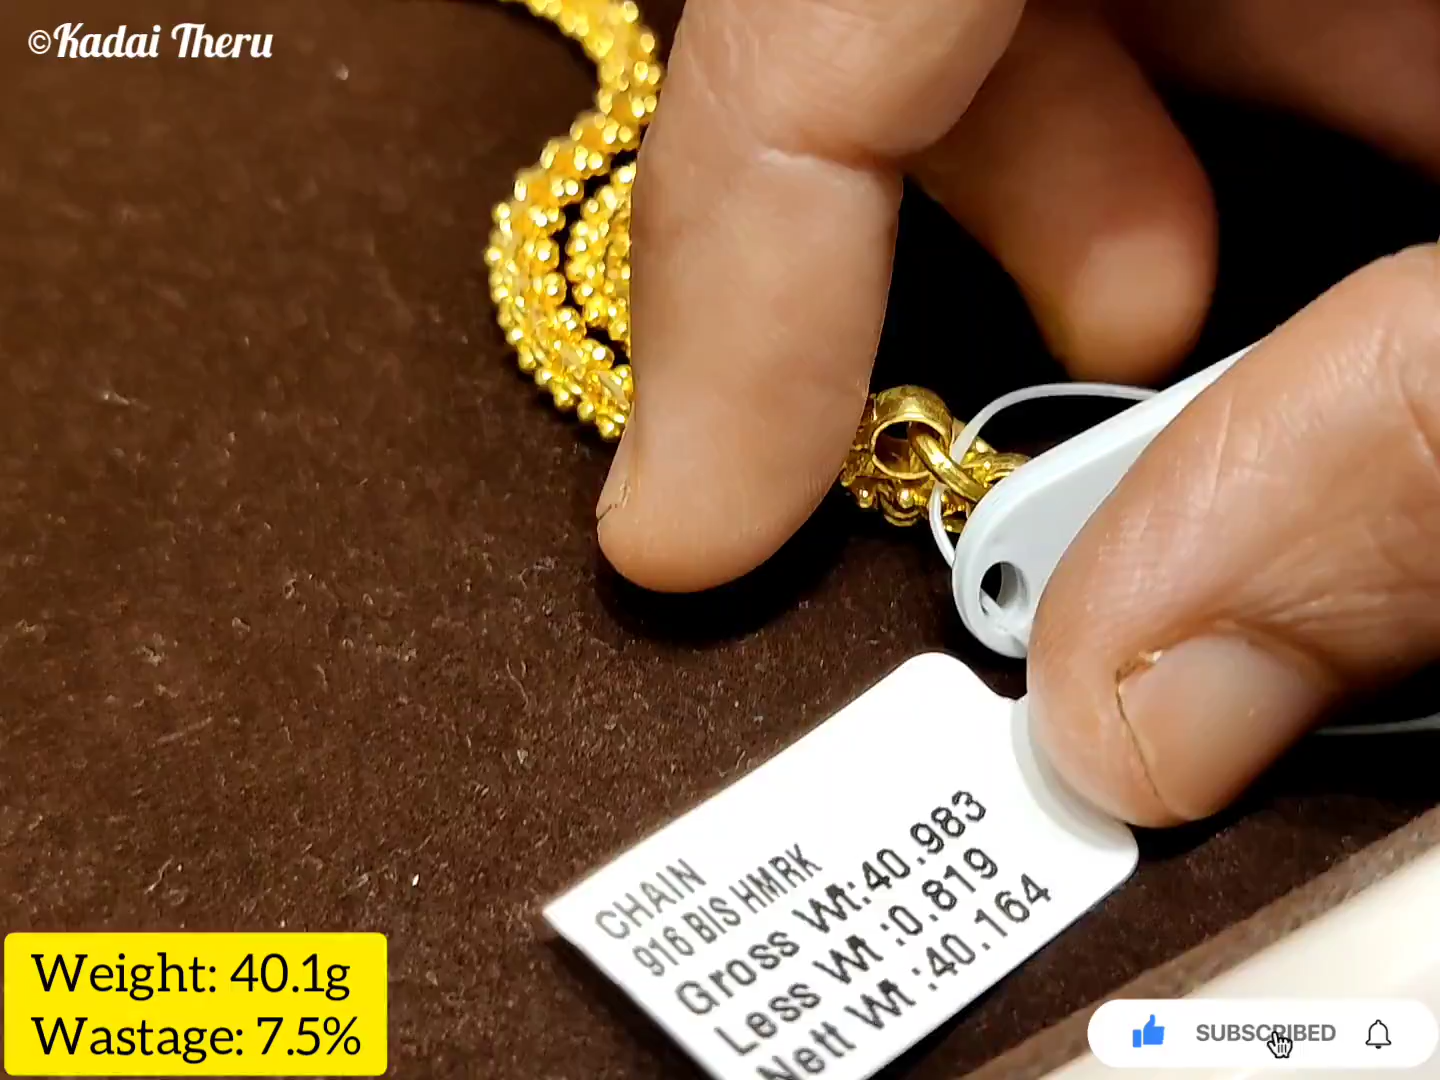 ©Kadai Theru
CHAIN
916 BIS HMRK
Gross Wt:40.983
Less Wt :0.819
Nett Wt :40.164
Weight: 40.1g
Wastage: 7.5%
SUBSCRIBED